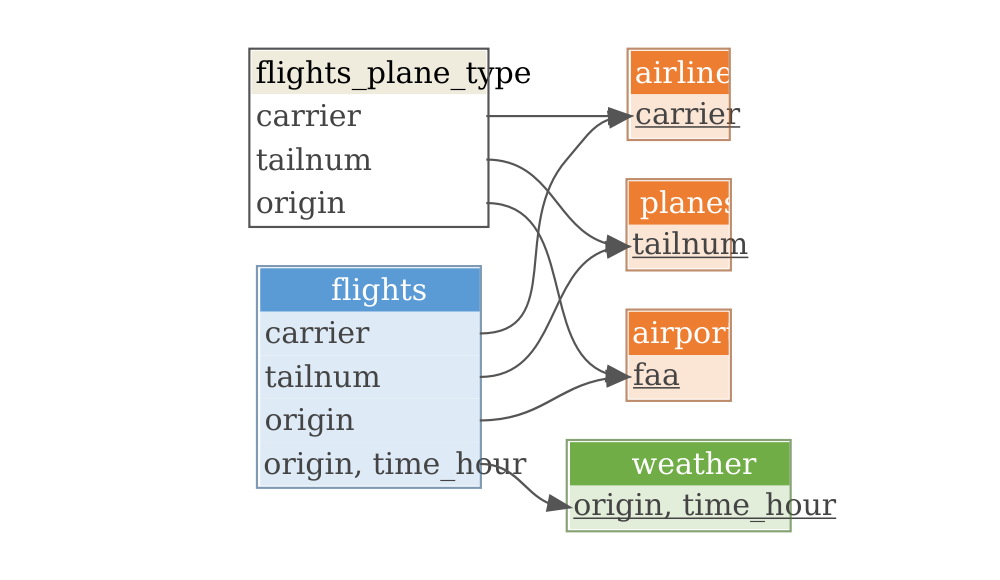 flights_plane_type
carrier
tailnum
origin
flights
carrier
tailnum
origin
origin, time_hour
airline
carrier
planes
tailnum
airpor
faa
weather
origin, time_hour